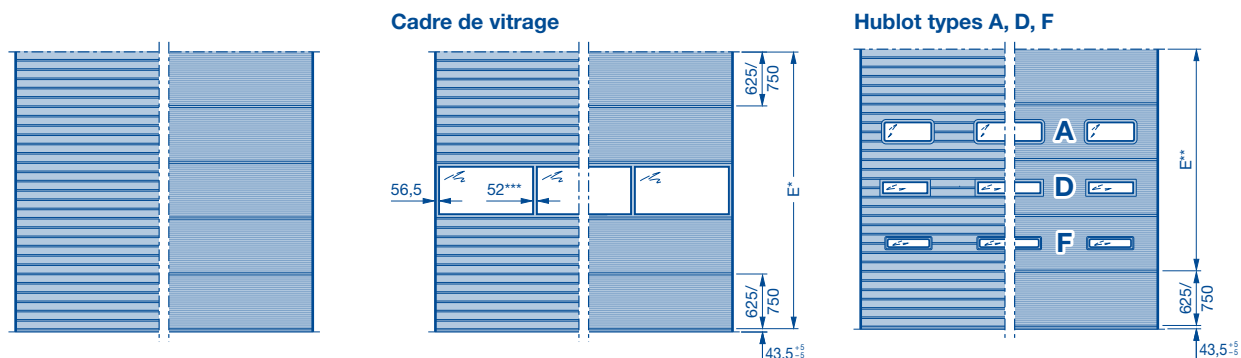 Cadre de vitrage
Hublot types A, D, F
625/
750
E*
56,5
52***
625/
750
43,5 +5 -5
A
D
F
E**
625/
750
43,5 +5 -5